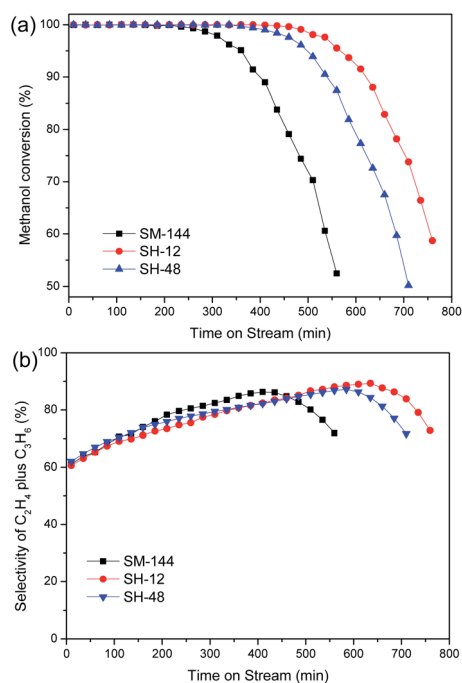 (a)
Methanol conversion (%)
100
90
80
70
60
50
SM-144
SH-12
SH-48
0 100 200 300 400 500 600 700 800
Time on Stream (min)
(b)
Selectivity of C₂H₄ plus C₃H₆ (%)
100
80
60
40
20
0
SM-144
SH-12
SH-48
0 100 200 300 400 500 600 700 800
Time on Stream (min)